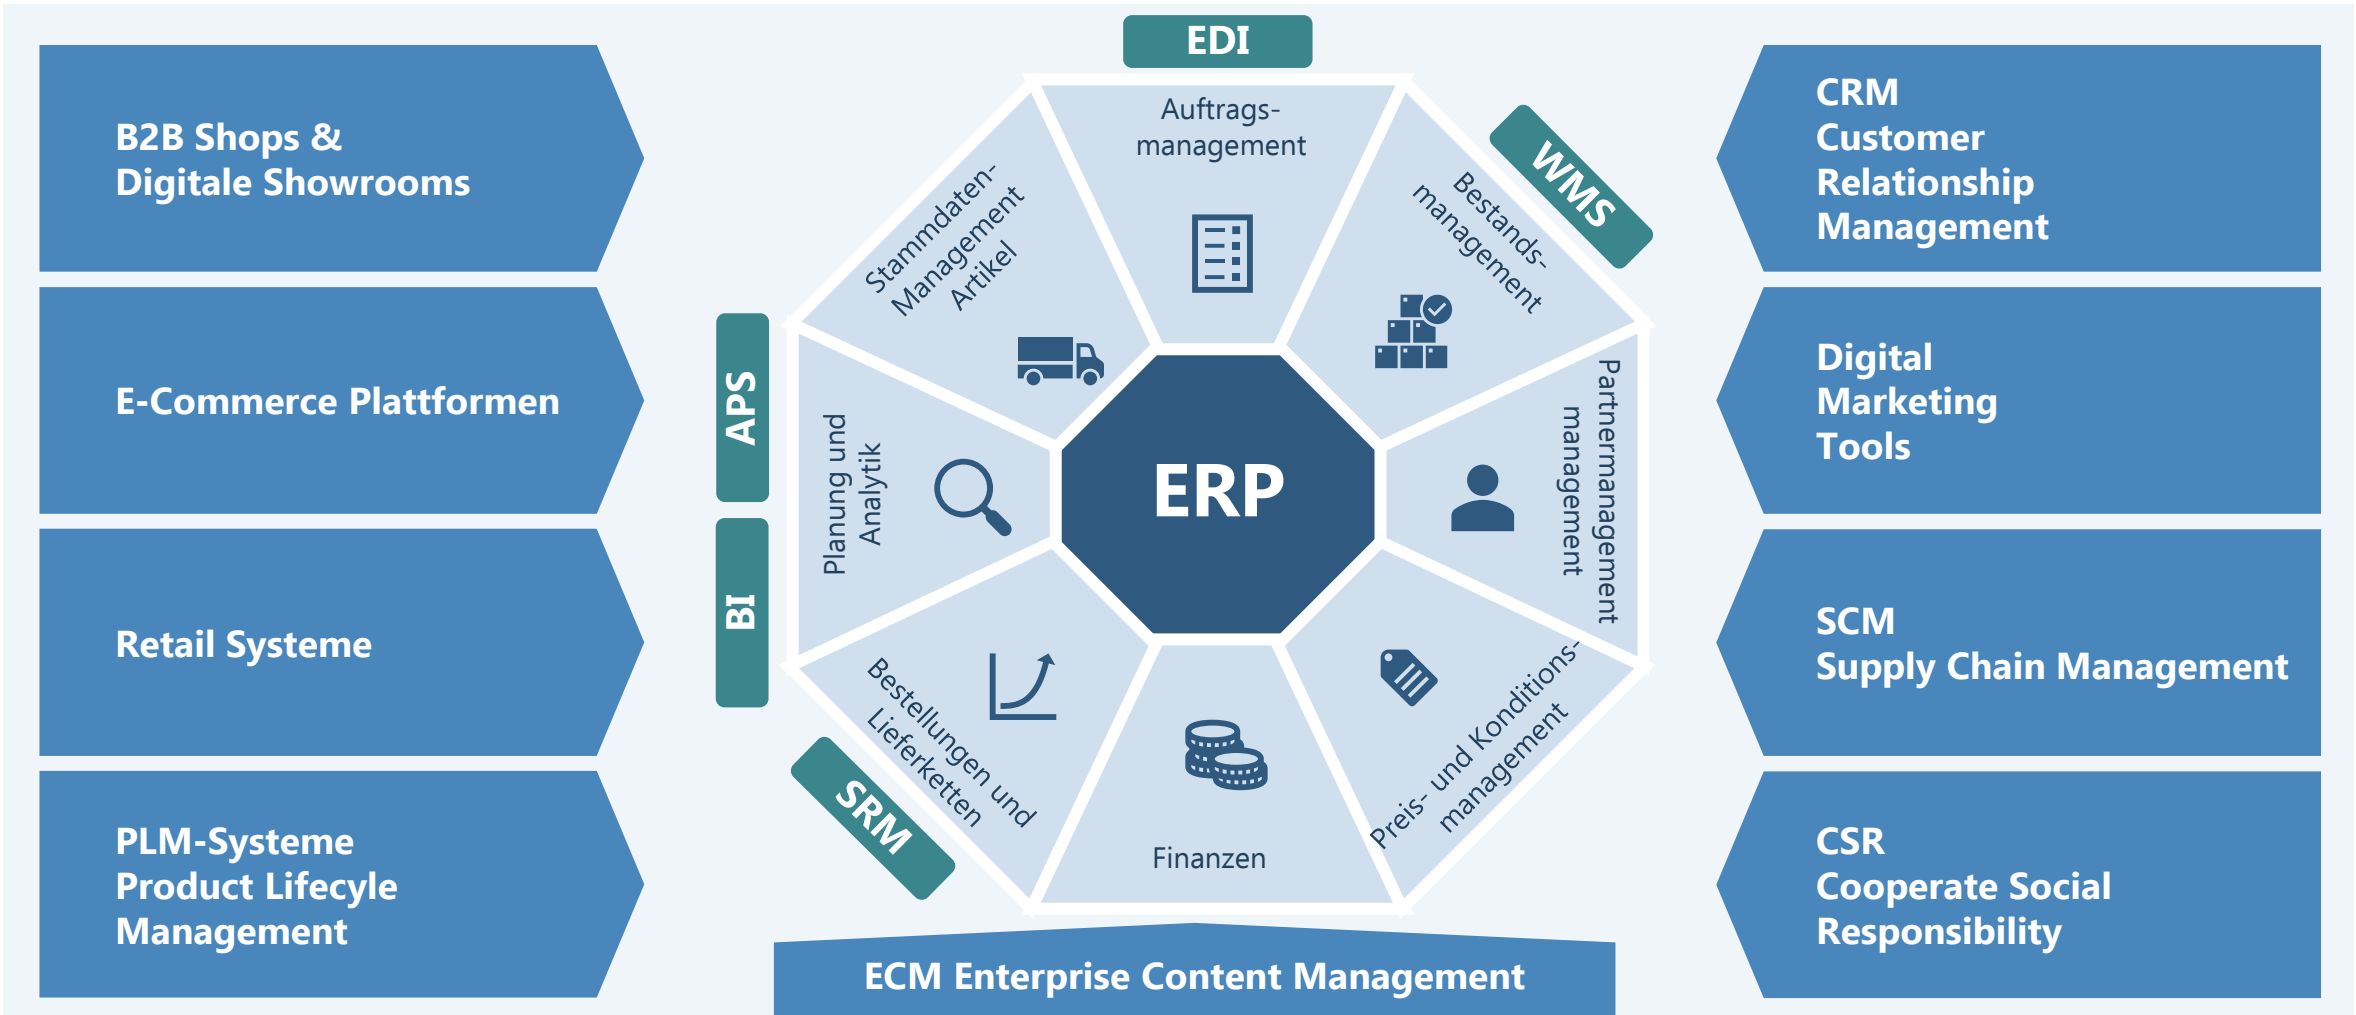 B2B Shops &
Digitale Showrooms
E-Commerce Plattformen
Retail Systeme
PLM-Systeme
Product Lifecyle
Management
EDI
WMS
APS
BI
SRM
Auftrags-
management
Bestands-
management
Partnermanagement
management
Preis- und Konditions-
management
Finanzen
Bestellungen und
Lieferketten
Planung und
Analytik
Stammdaten-
Management
Artikel
ERP
ECM Enterprise Content Management
CRM
Customer
Relationship
Management
Digital
Marketing
Tools
SCM
Supply Chain Management
CSR
Cooperate Social
Responsibility